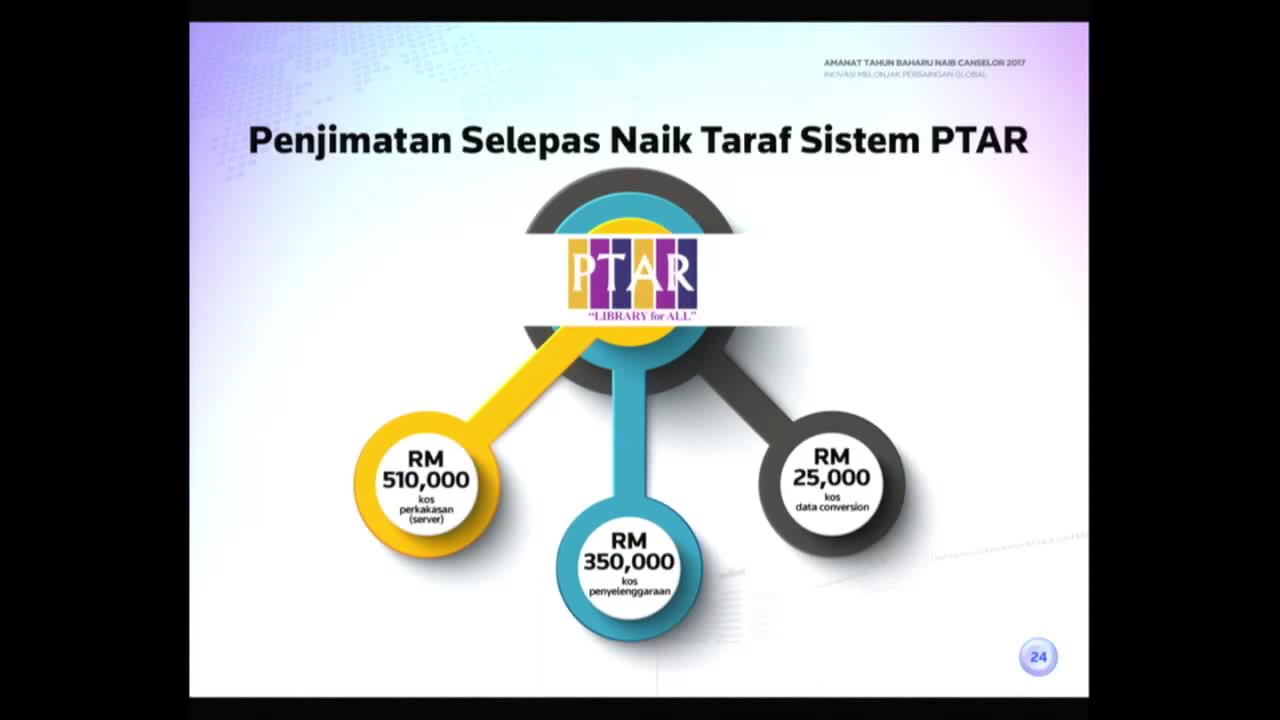 AMANAT TAHUN BAHARU NAIB CANSELOR 2017
INOVASI MELONJAK PERSAINGAN GLOBAL
Penjimatan Selepas Naik Taraf Sistem PTAR
PTAR
“LIBRARY for ALL”
RM
510,000
kos
perkakasan
(server)
RM
350,000
kos
penyelenggaraan
RM
25,000
kos
data conversion
24